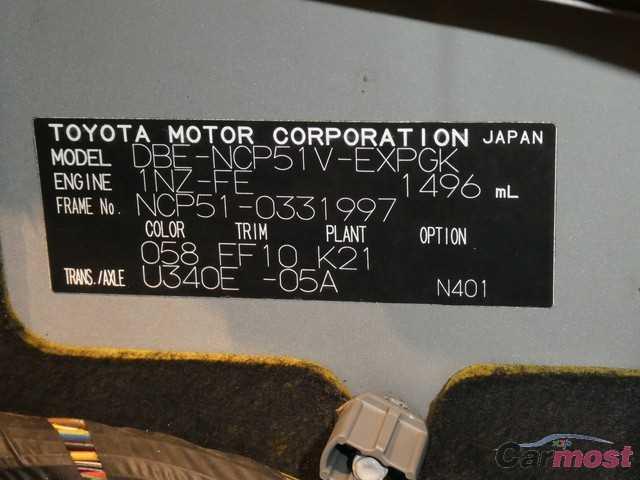 TOYOTA MOTOR CORPORATION JAPAN
MODEL DBE-NCP51V-EXPGK
ENGINE 1NZ-FE 1496 mL
FRAME No. NCP51-0331997
COLOR TRIM PLANT OPTION
058 FF10 K21
TRANS./AXLE U340E -05A N401
Carmost